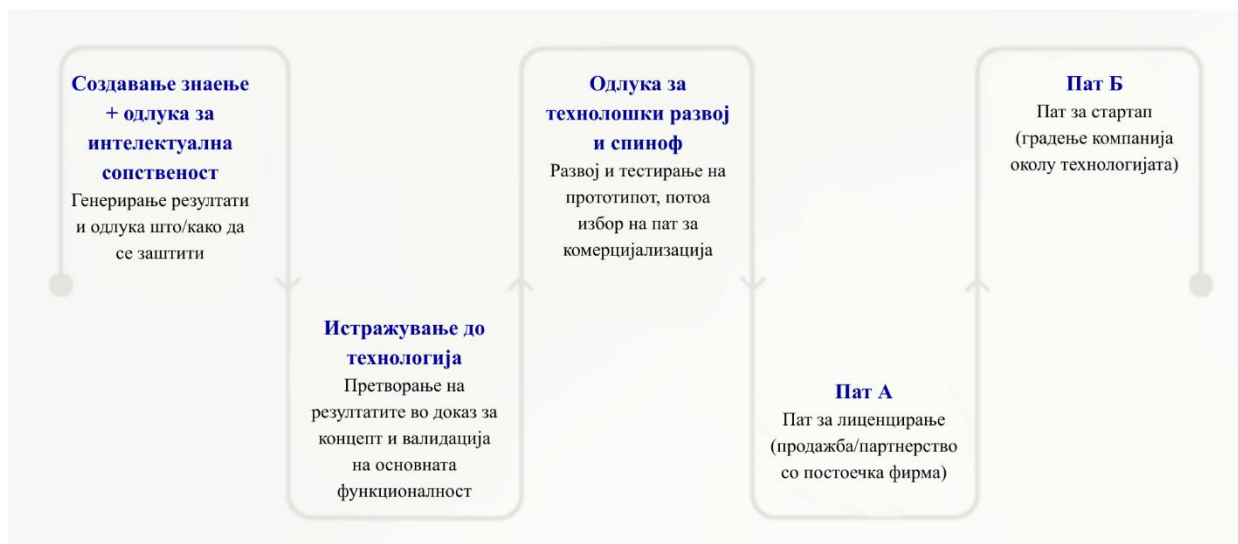 Создавање знаење
+ одлука за
интелектуална
сопственост
Генерирање резултати
и одлука што/како да
се заштити
Истражување до
технологија
Претворање на
резултатите во доказ за
концепт и валидација
на основната
функционалност
Одлука за
технолошки развој
и спиноф
Развој и тестирање на
прототипот, потоа
избор на пат за
комерцијализација
Пат А
Пат за лиценцирање
(продажба/партнерство
со постоечка фирма)
Пат Б
Пат за стартап
(градење компанија
околу технологијата)